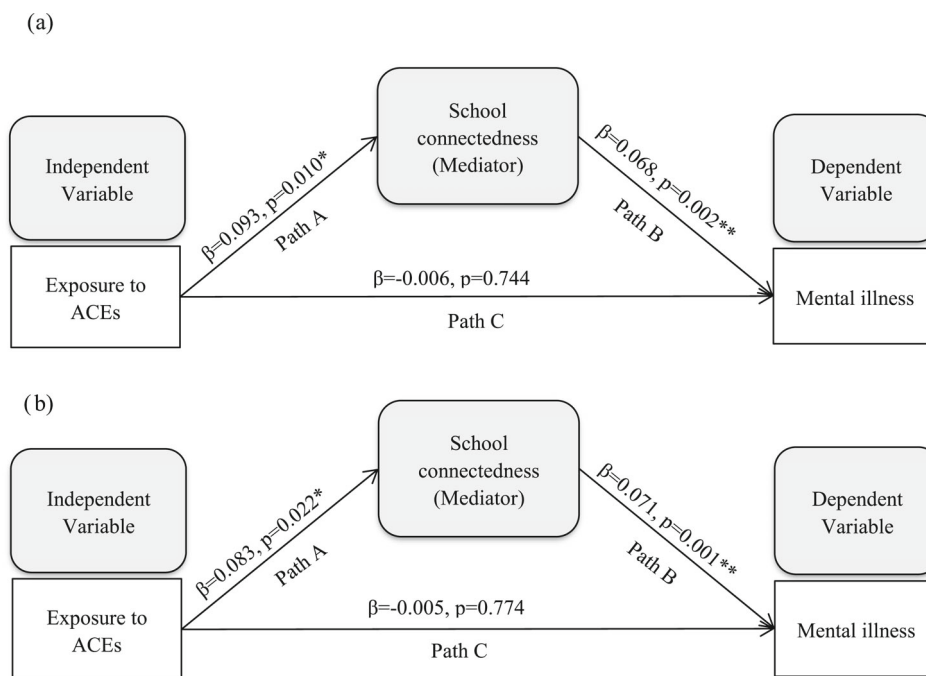 (a)
School
connectedness
(Mediator)
Independent
Variable
β=0.093, p=0.010*
Path A
β=0.068, p=0.002**
Path B
Dependent
Variable
Exposure to
ACEs
β=-0.006, p=0.744
Path C
Mental illness
(b)
School
connectedness
(Mediator)
Independent
Variable
β=0.083, p=0.022*
Path A
β=0.071, p=0.001**
Path B
Dependent
Variable
Exposure to
ACEs
β=-0.005, p=0.774
Path C
Mental illness